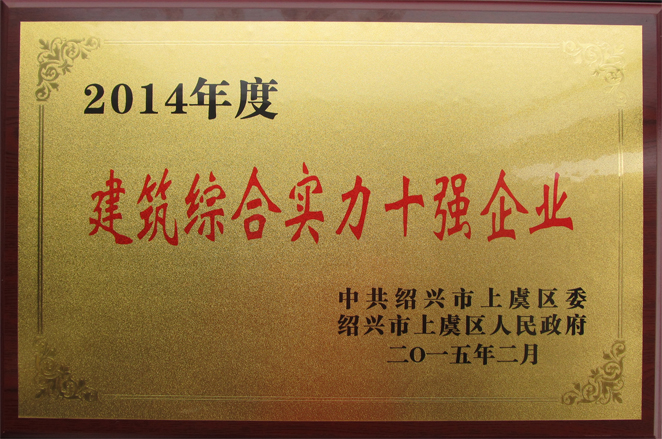 2014年度
建筑综合实力十强企业
中共绍兴市上虞区委
绍兴市上虞区人民政府
二〇一五年二月